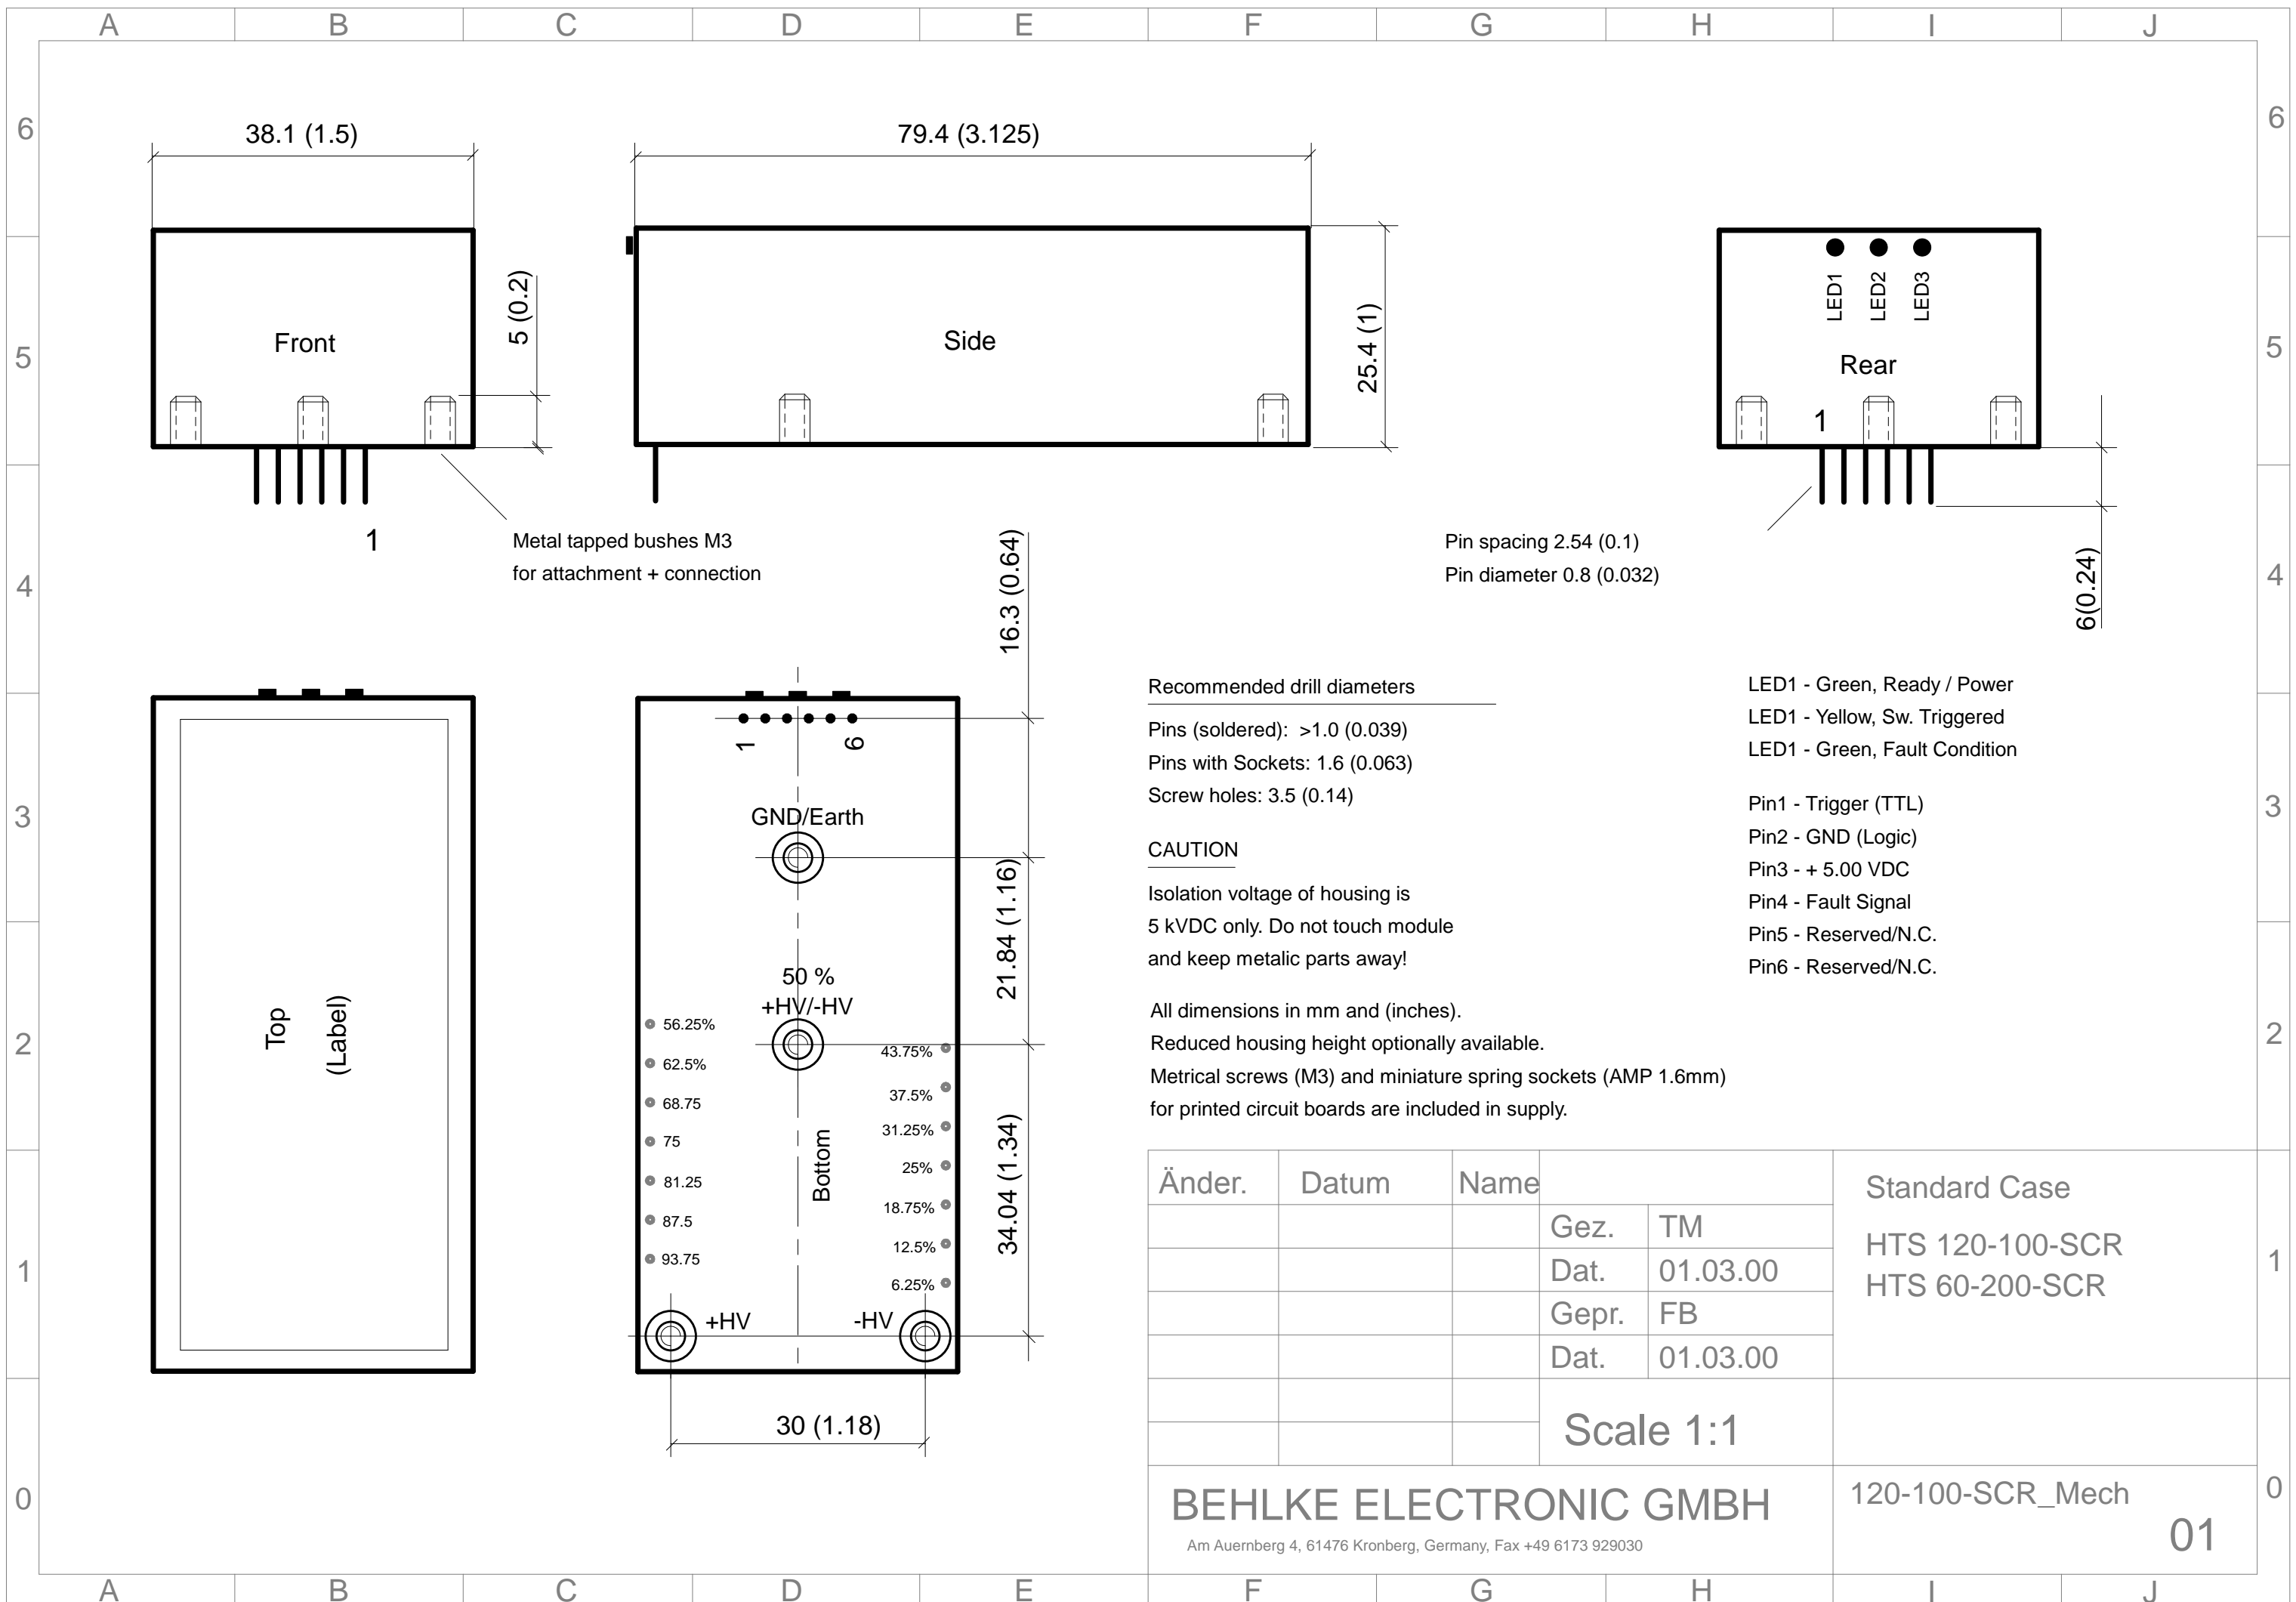 A B C D E F G H I J
6 6
38.1 (1.5)
79.4 (3.125)
Front
5 (0.2)
Side
25.4 (1)
LED1
LED2
LED3
Rear
1
5 5
1
Metal tapped bushes M3
for attachment + connection
Pin spacing 2.54 (0.1)
Pin diameter 0.8 (0.032)
6(0.24)
4 4
16.3 (0.64)
Top
(Label)
1
6
GND/Earth
21.84 (1.16)
50 %
+HV/-HV
56.25%
62.5%
68.75
75
81.25
87.5
93.75
43.75%
37.5%
31.25%
25%
18.75%
12.5%
6.25%
Bottom
34.04 (1.34)
+HV
-HV
30 (1.18)
Recommended drill diameters
Pins (soldered): >1.0 (0.039)
Pins with Sockets: 1.6 (0.063)
Screw holes: 3.5 (0.14)
CAUTION
Isolation voltage of housing is
5 kVDC only. Do not touch module
and keep metalic parts away!
All dimensions in mm and (inches).
Reduced housing height optionally available.
Metrical screws (M3) and miniature spring sockets (AMP 1.6mm)
for printed circuit boards are included in supply.
LED1 - Green, Ready / Power
LED1 - Yellow, Sw. Triggered
LED1 - Green, Fault Condition
Pin1 - Trigger (TTL)
Pin2 - GND (Logic)
Pin3 - + 5.00 VDC
Pin4 - Fault Signal
Pin5 - Reserved/N.C.
Pin6 - Reserved/N.C.
3 3
2 2
1 1
0 0
Änder. Datum Name
Gez. TM
Dat. 01.03.00
Gepr. FB
Dat. 01.03.00
Scale 1:1
Standard Case
HTS 120-100-SCR
HTS 60-200-SCR
BEHLKE ELECTRONIC GMBH
Am Auernberg 4, 61476 Kronberg, Germany, Fax +49 6173 929030
120-100-SCR_Mech
01
A B C D E F G H I J